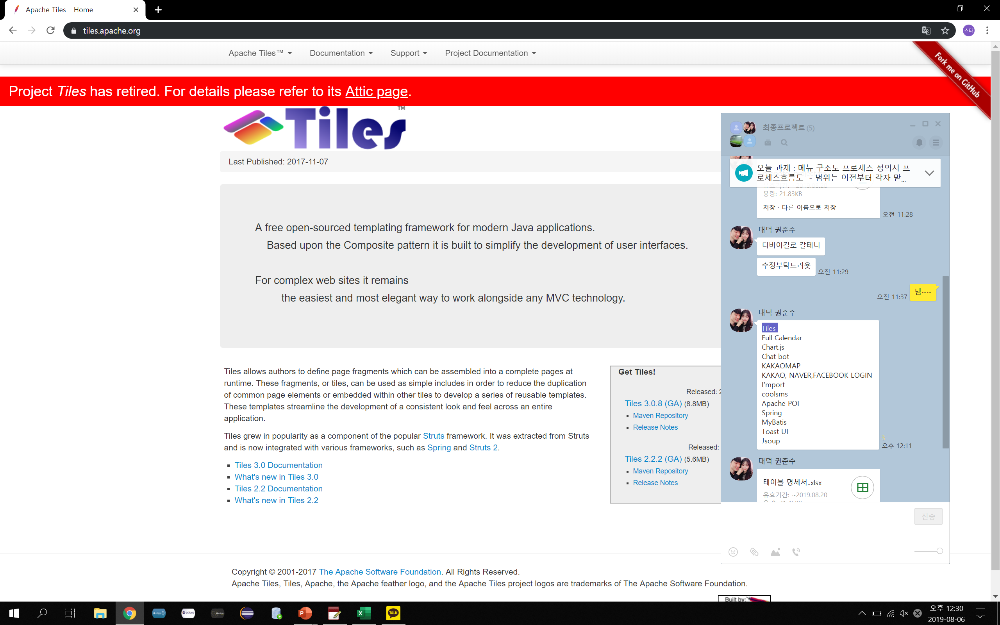 Apache Tiles - Home
tiles.apache.org
스타
Apache Tiles™
Documentation
Support
Project Documentation
Fork me on GitHub
Project Tiles has retired. For details please refer to its Attic page.
Tiles™
Last Published: 2017-11-07
A free open-sourced templating framework for modern Java applications.
Based upon the Composite pattern it is built to simplify the development of user interfaces.
For complex web sites it remains
the easiest and most elegant way to work alongside any MVC technology.
Tiles allows authors to define page fragments which can be assembled into a complete pages at
runtime. These fragments, or tiles, can be used as simple includes in order to reduce the duplication
of common page elements or embedded within other tiles to develop a series of reusable templates.
These templates streamline the development of a consistent look and feel across an entire
application.
Tiles grew in popularity as a component of the popular Struts framework. It was extracted from Struts
and is now integrated with various frameworks, such as Spring and Struts 2.
Tiles 3.0 Documentation
What's new in Tiles 3.0
Tiles 2.2 Documentation
What's new in Tiles 2.2
Get Tiles!
Released: 2
Tiles 3.0.8 (GA) (8.8MB)
Maven Repository
Release Notes
Released:
Tiles 2.2.2 (GA) (5.6MB)
Maven Repository
Release Notes
최종프로젝트 (5)
오늘 과제 : 메뉴 구조도 프로세스 정의서 프
로세스흐름도 - 범위는 이전부터 각자 맡...
용량: 21.83KB
저장 · 다른 이름으로 저장
오전 11:28
대덕 권준수
디비이걸로 갈테니
수정부탁드려욧
오전 11:29
오전 11:37
넴~~
대덕 권준수
Tiles
Full Calendar
Chart.js
Chat bot
KAKAOMAP
KAKAO, NAVER,FACEBOOK LOGIN
I'mport
coolsms
Apache POI
Spring
MyBatis
Toast UI
Jsoup
3
오후 12:11
대덕 권준수
테이블 명세서..xlsx
유효기간: ~2019.08.20
전송
Copyright © 2001-2017 The Apache Software Foundation. All Rights Reserved.
Apache Tiles, Tiles, Apache, the Apache feather logo, and the Apache Tiles project logos are trademarks of The Apache Software Foundation.
Built by:
eclipse
TALK
오후 12:30
2019-08-06